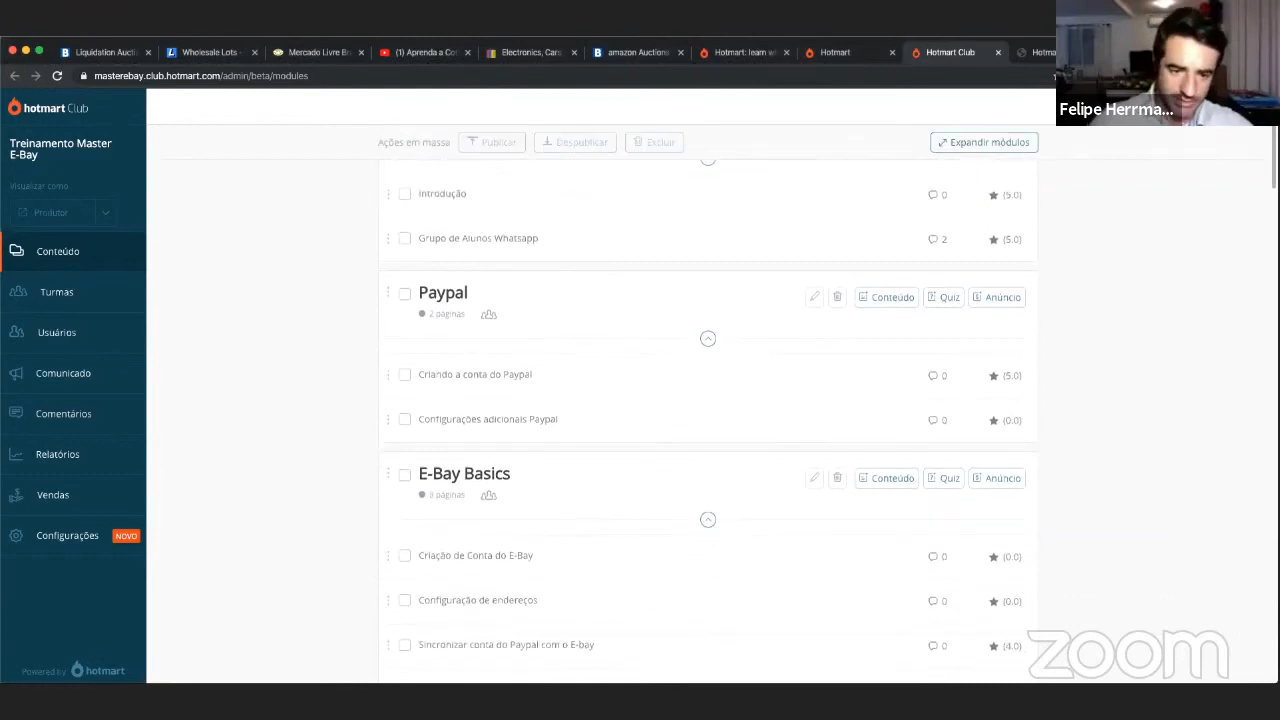 Liquidation Aucti
Wholesale Lots -
Mercado Livre Br
(1) Aprenda a Co
Electronics, Cars
amazon Auctions
Hotmart: learn w
Hotmart
Hotmart Club
Hotma
masterebay.club.hotmart.com/admin/beta/modules
Felipe Herrma...
hotmart Club
Treinamento Master
E-Bay
Visualizar como
Produtor
Conteúdo
Turmas
Usuários
Comunicado
Comentários
Relatórios
Vendas
Configurações NOVO
Powered by hotmart
Ações em massa Publicar Despublicar Excluir Expandir módulos
Introdução 0 (5.0)
Grupo de Alunos Whatsapp 2 (5.0)
Paypal Conteúdo Quiz Anúncio
2 páginas
Criando a conta do Paypal 0 (5.0)
Configurações adicionais Paypal 0 (0.0)
E-Bay Basics Conteúdo Quiz Anúncio
páginas
Criação de Conta do E-Bay 0 (0.0)
Configuração de endereços 0 (0.0)
Sincronizar conta do Paypal com o E-bay 0 (4.0)
zoom